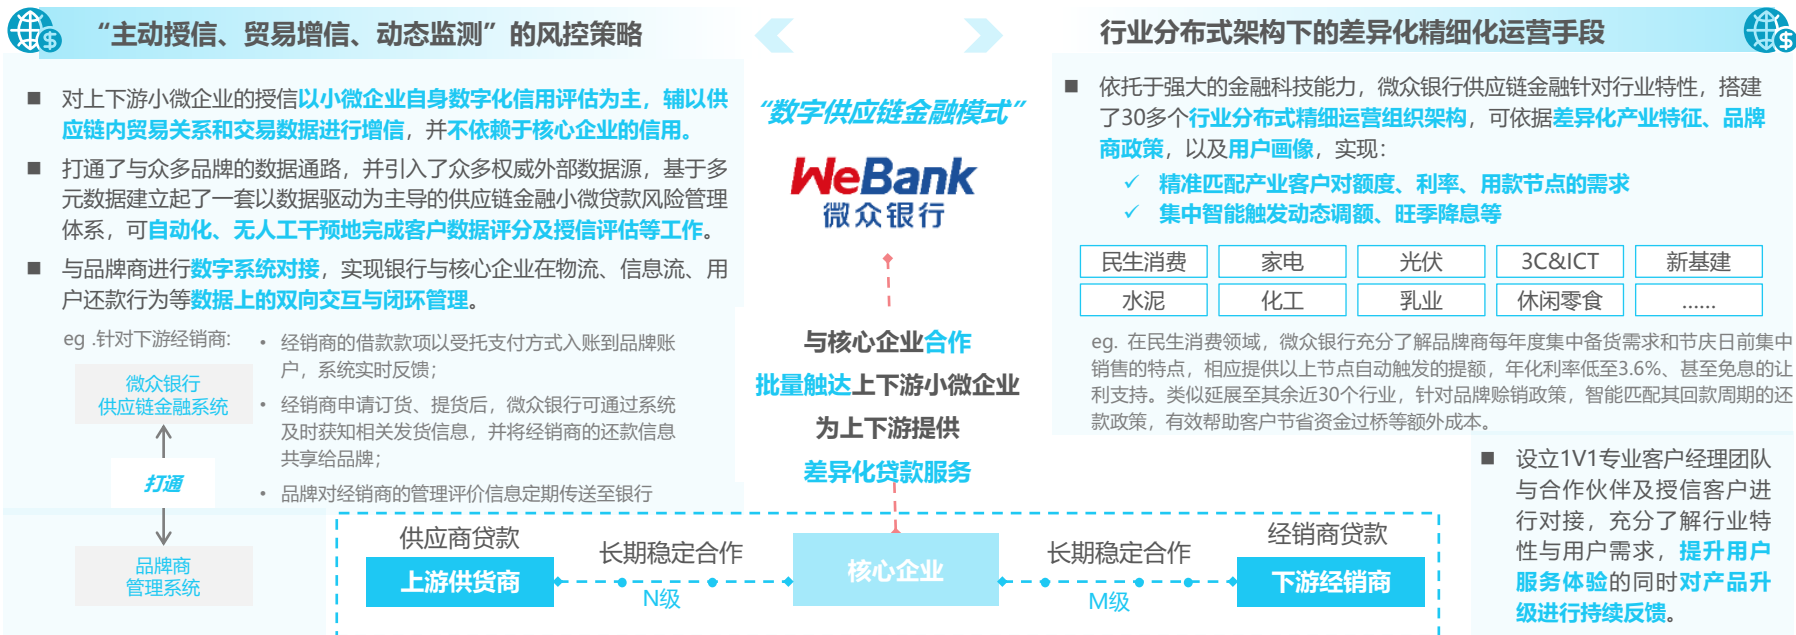 “主动授信、贸易增信、动态监测”的风控策略
对上下游小微企业的授信以小微企业自身数字化信用评估为主，辅以供
应链内贸易关系和交易数据进行增信，并不依赖于核心企业的信用。
打通了与众多品牌的数据通路，并引入了众多权威外部数据源，基于多
元数据建立起了一套以数据驱动为主导的供应链金融小微贷款风险管理
体系，可自动化、无人工干预地完成客户数据评分及授信评估等工作。
与品牌商进行数字系统对接，实现银行与核心企业在物流、信息流、用
户还款行为等数据上的双向交互与闭环管理。
eg .针对下游经销商:
微众银行
供应链金融系统
打通
品牌商
管理系统
• 经销商的借款款项以受托支付方式入账到品牌账
户，系统实时反馈；
• 经销商申请订货、提货后，微众银行可通过系统
及时获知相关发货信息，并将经销商的还款信息
共享给品牌；
• 品牌对经销商的管理评价信息定期传送至银行
“数字供应链金融模式”
WeBank
微众银行
与核心企业合作
批量触达上下游小微企业
为上下游提供
差异化贷款服务
行业分布式架构下的差异化精细化运营手段
依托于强大的金融科技能力，微众银行供应链金融针对行业特性，搭建
了30多个行业分布式精细运营组织架构，可依据差异化产业特征、品牌
商政策，以及用户画像，实现：
✓ 精准匹配产业客户对额度、利率、用款节点的需求
✓ 集中智能触发动态调额、旺季降息等
民生消费 家电 光伏 3C&ICT 新基建
水泥 化工 乳业 休闲零食 ......
eg. 在民生消费领域，微众银行充分了解品牌商每年度集中备货需求和节庆日前集中
销售的特点，相应提供以上节点自动触发的提额，年化利率低至3.6%、甚至免息的让
利支持。类似延展至其余近30个行业，针对品牌赊销政策，智能匹配其回款周期的还
款政策，有效帮助客户节省资金过桥等额外成本。
设立1V1专业客户经理团队
与合作伙伴及授信客户进
行对接，充分了解行业特
性与用户需求，提升用户
服务体验的同时对产品升
级进行持续反馈。
供应商贷款
上游供货商
长期稳定合作
N级
核心企业
长期稳定合作
M级
经销商贷款
下游经销商